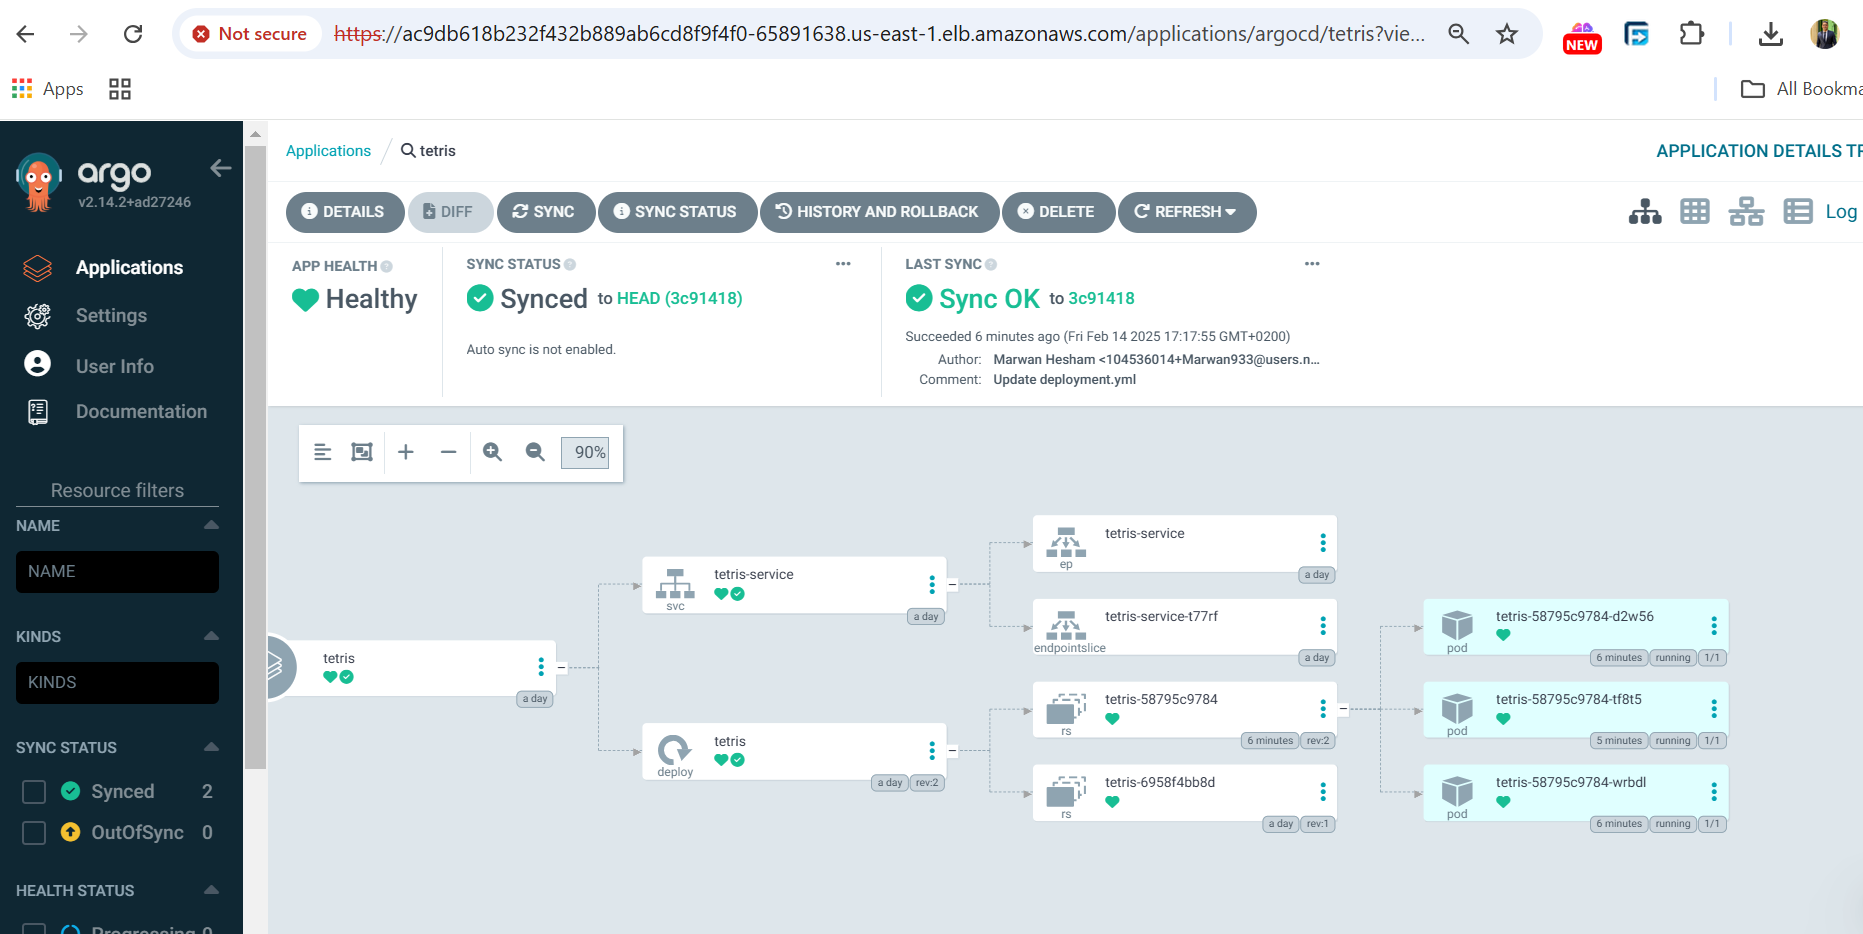 Not secure
https://ac9db618b232f432b889ab6cd8f9f4f0-65891638.us-east-1.elb.amazonaws.com/applications/argocd/tetris?vie...
NEW
Apps
All Bookma
argo
v2.14.2+ad27246
Applications
Settings
User Info
Documentation
Resource filters
NAME
NAME
KINDS
KINDS
SYNC STATUS
Synced 2
OutOfSync 0
HEALTH STATUS
Progressing 0
Applications / tetris
APPLICATION DETAILS TR
DETAILS DIFF SYNC SYNC STATUS HISTORY AND ROLLBACK DELETE REFRESH
Log
APP HEALTH
Healthy
SYNC STATUS
Synced to HEAD (3c91418)
Auto sync is not enabled.
LAST SYNC
Sync OK to 3c91418
Succeeded 6 minutes ago (Fri Feb 14 2025 17:17:55 GMT+0200)
Author: Marwan Hesham <104536014+Marwan933@users.n...
Comment: Update deployment.yml
90%
tetris
a day
tetris-service
svc
a day
tetris
deploy
a day rev:2
tetris-service
ep
a day
tetris-service-t77rf
endpointslice
a day
tetris-58795c9784
rs
6 minutes rev:2
tetris-6958f4bb8d
rs
a day rev:1
tetris-58795c9784-d2w56
pod
6 minutes running 1/1
tetris-58795c9784-tf8t5
pod
5 minutes running 1/1
tetris-58795c9784-wrbdl
pod
6 minutes running 1/1